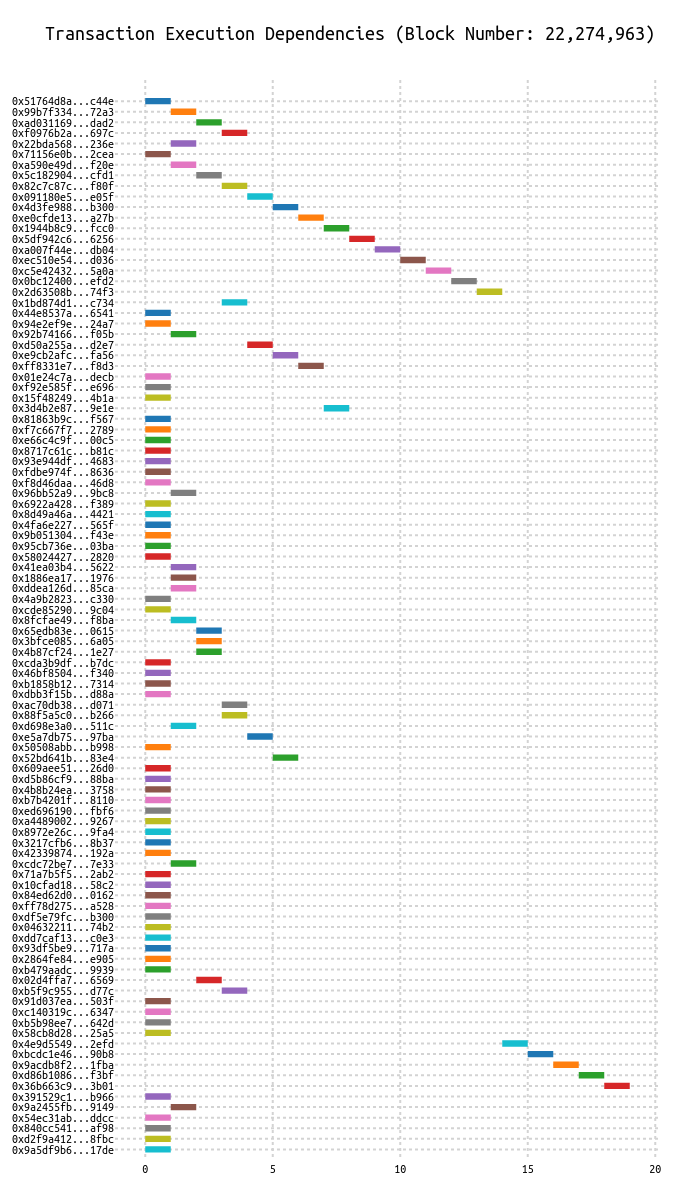 Transaction Execution Dependencies (Block Number: 22,274,963)
0x51764d8a...c44e
0x99b7f334...72a3
0xad031169...dad2
0xf0976b2a...697c
0x22bda568...236e
0x71156e0b...2cea
0xa590e49d...f20e
0x5c182904...cfd1
0x82c7c87c...f80f
0x091180e5...e05f
0x4d3fe988...b300
0xe0cfde13...a27b
0x1944b8c9...fcc0
0x5df942c6...6256
0xa007f44e...db04
0xec510e54...d036
0xc5e42432...5a0a
0x0bc12400...efd2
0x2d63508b...74f3
0x1bd874d1...c734
0x44e8537a...6541
0x94e2ef9e...24a7
0x92b74166...f05b
0xd50a255a...d2e7
0xe9cb2afc...fa56
0xff8331e7...f8d3
0x01e24c7a...decb
0xf92e585f...e696
0x15f48249...4b1a
0x3d4b2e87...9e1e
0x81863b9c...f567
0xf7c667f7...2789
0xe66c4c9f...00c5
0x8717c61c...b81c
0x93e944df...4683
0xfdbe974f...8636
0xf8d46daa...46d8
0x96bb52a9...9bc8
0x6922a428...f389
0x8d49a46a...4421
0x4fa6e227...565f
0x9b051304...f43e
0x95cb736e...03ba
0x58024427...2820
0x41ea03b4...5622
0x1886ea17...1976
0xddea126d...85ca
0x4a9b2823...c330
0xcde85290...9c04
0x8fcfae49...f8ba
0x65edb83e...0615
0x3bfce085...6a05
0x4b87cf24...1e27
0xcda3b9df...b7dc
0x46bf8504...f340
0xb1858b12...7314
0xdbb3f15b...d88a
0xac70db38...d071
0x88f5a5c0...b266
0xd698e3a0...511c
0xe5a7db75...97ba
0x50508abb...b998
0x52bd641b...83e4
0x609aee51...26d0
0xd5b86cf9...88ba
0x4b8b24ea...3758
0xb7b4201f...8110
0xed696190...fbf6
0xa4489002...9267
0x8972e26c...9fa4
0x3217cfb6...8b37
0x42339874...192a
0xcdc72be7...7e33
0x71a7b5f5...2ab2
0x10cfad18...58c2
0x84ed62d0...0162
0xff78d275...a528
0xdf5e79fc...b300
0x04632211...74b2
0xdd7caf13...c0e3
0x93df5be9...717a
0x2864fe84...e905
0xb479aadc...9939
0x02d4ffa7...6569
0xb5f9c955...d77c
0x91d037ea...503f
0xc140319c...6347
0xb5b98ee7...642d
0x58cb8d28...25a5
0x4e9d5549...2efd
0xbcdc1e46...90b8
0x9acdb8f2...1fba
0xd86b1086...f3bf
0x36b663c9...3b01
0x391529c1...b966
0x9a2455fb...9149
0x54ec31ab...ddcc
0x840cc541...af98
0xd2f9a412...8fbc
0x9a5df9b6...17de
0 5 10 15 20